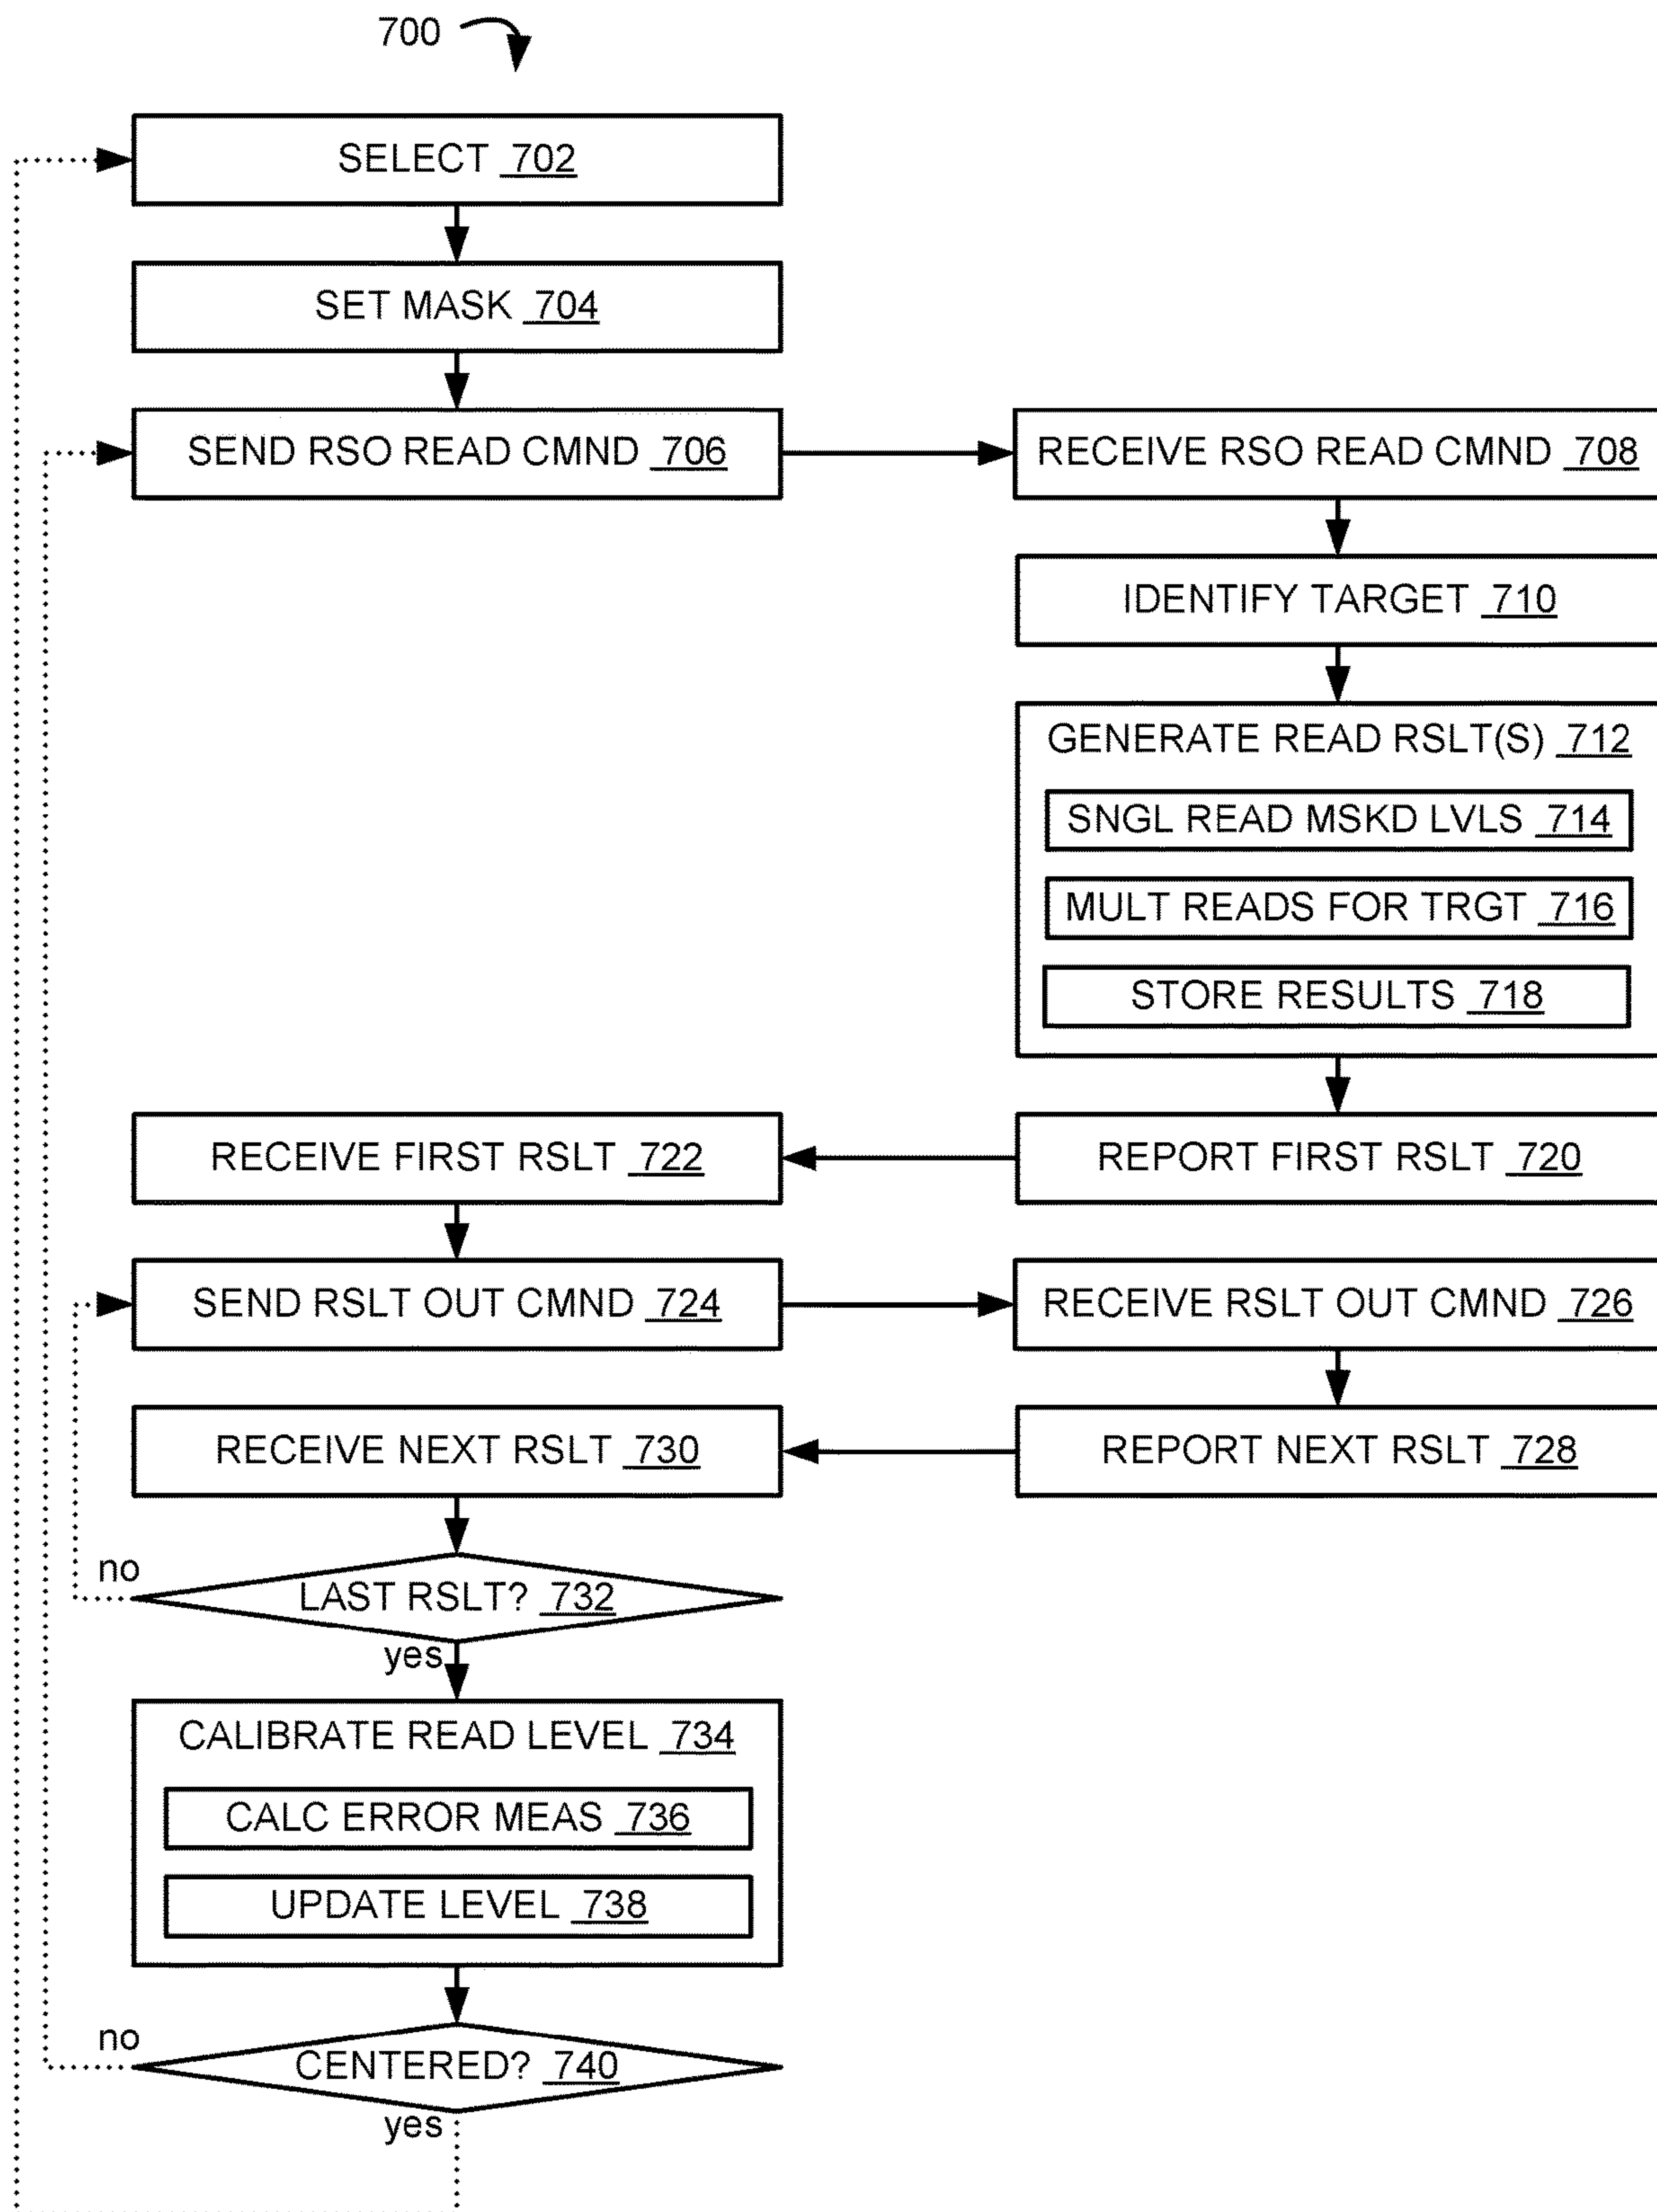 700
SELECT 702
SET MASK 704
SEND RSO READ CMND 706
RECEIVE RSO READ CMND 708
IDENTIFY TARGET 710
GENERATE READ RSLT(S) 712
SNGL READ MSKD LVLS 714
MULT READS FOR TRGT 716
STORE RESULTS 718
RECEIVE FIRST RSLT 722
REPORT FIRST RSLT 720
SEND RSLT OUT CMND 724
RECEIVE RSLT OUT CMND 726
RECEIVE NEXT RSLT 730
REPORT NEXT RSLT 728
no
LAST RSLT? 732
yes
CALIBRATE READ LEVEL 734
CALC ERROR MEAS 736
UPDATE LEVEL 738
no
CENTERED? 740
yes